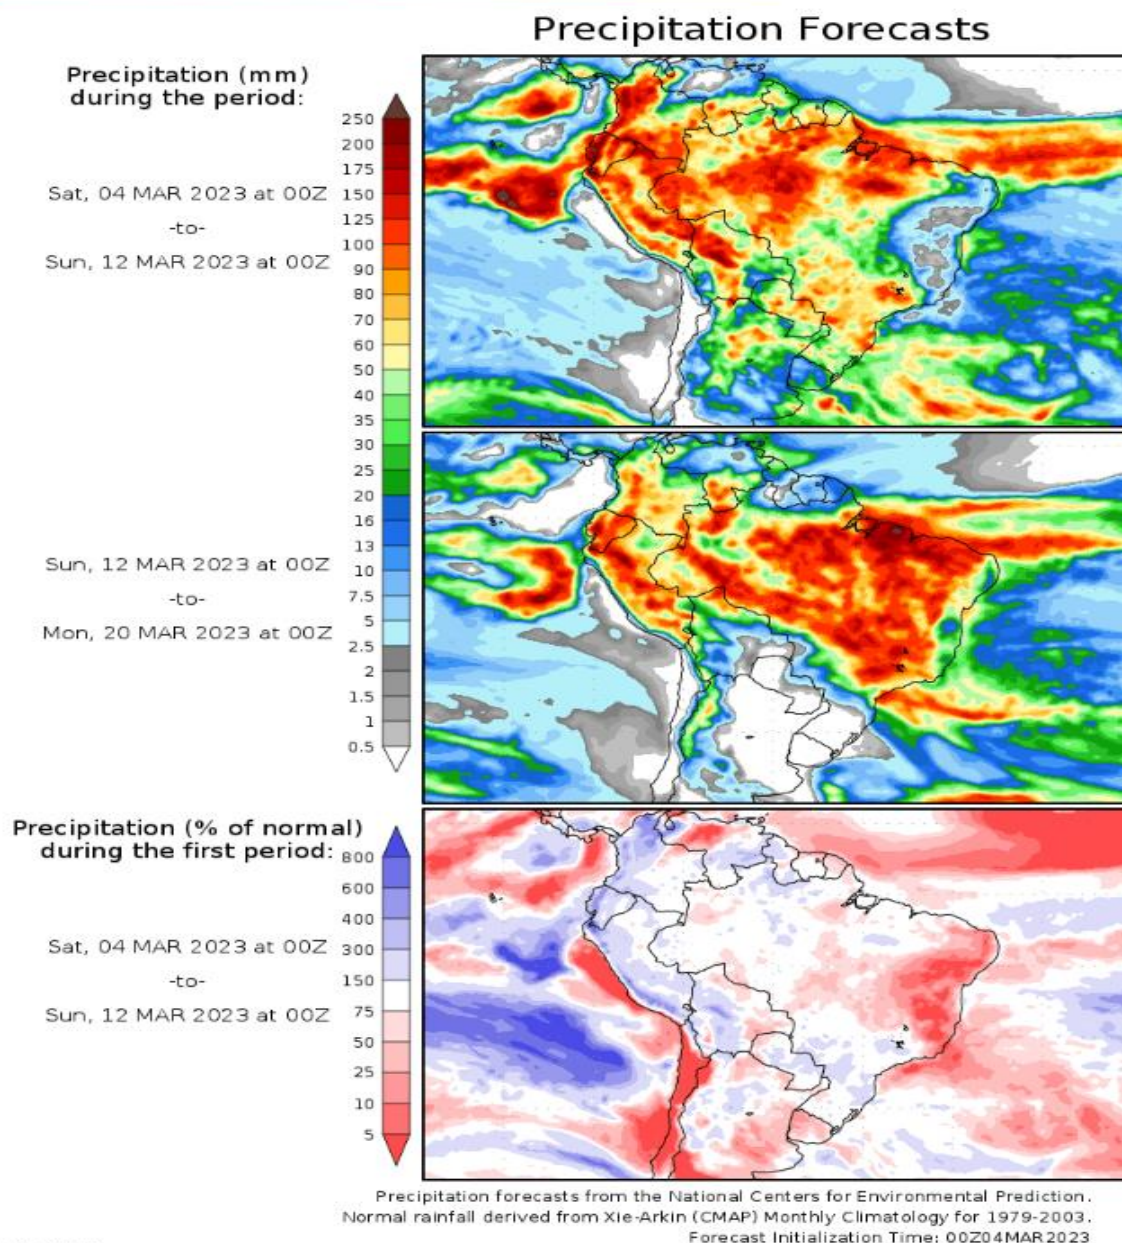 Precipitation Forecasts
Precipitation (mm)
during the period:
250
200
175
150
125
100
90
80
70
60
50
40
35
30
25
20
16
13
10
7.5
5
2.5
2
1.5
1
0.5
Sat, 04 MAR 2023 at 00Z
-to-
Sun, 12 MAR 2023 at 00Z
Sun, 12 MAR 2023 at 00Z
-to-
Mon, 20 MAR 2023 at 00Z
Precipitation (% of normal)
during the first period:
800
600
400
300
150
75
50
25
10
5
Sat, 04 MAR 2023 at 00Z
-to-
Sun, 12 MAR 2023 at 00Z
Precipitation forecasts from the National Centers for Environmental Prediction.
Normal rainfall derived from Xie-Arkin (CMAP) Monthly Climatology for 1979-2003.
Forecast Initialization Time: 00Z04MAR2023